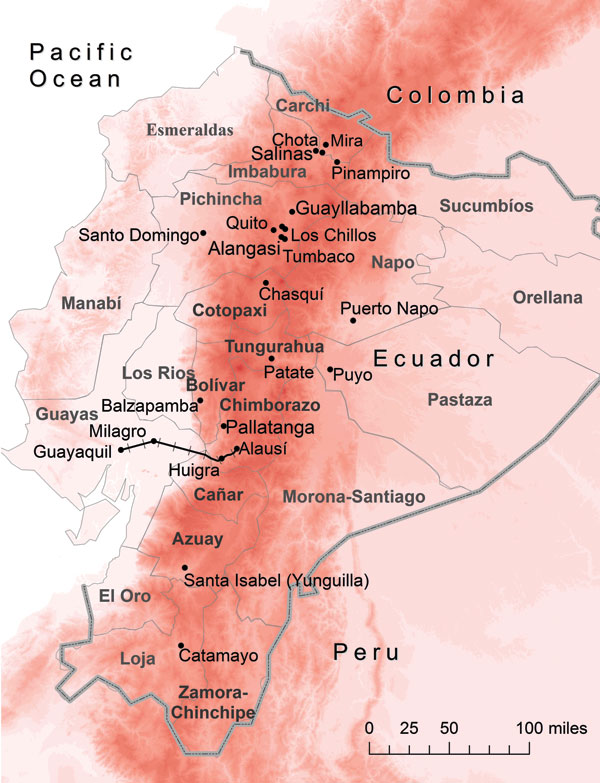 Pacific
Ocean
Colombia
Carchi
Esmeraldas
Chota
Mira
Salinas
Pinampiro
Imbabura
Pichincha
Guayllabamba
Sucumbíos
Quito
Los Chillos
Santo Domingo
Alangasi
Tumbaco
Napo
Chasquí
Orellana
Manabí
Cotopaxi
Puerto Napo
Tungurahua
Ecuador
Los Rios
Patate
Puyo
Bolívar
Pastaza
Balzapamba
Chimborazo
Guayas
Pallatanga
Milagro
Guayaquil
Alausí
Huigra
Cañar
Morona-Santiago
Azuay
Santa Isabel (Yunguilla)
El Oro
Peru
Loja
Catamayo
Zamora-
Chinchipe
0 25 50 100 miles